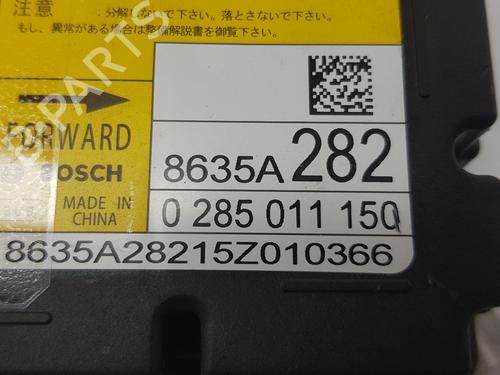 注意 : 分解しないで下さい。落とさないで下さい。
もし、異常がある場合は整備解説書を御覧下さい。
FORWARD
BOSCH
MADE IN
CHINA
8635A282
0 285 011 150
8635A28215Z010366
PARTS